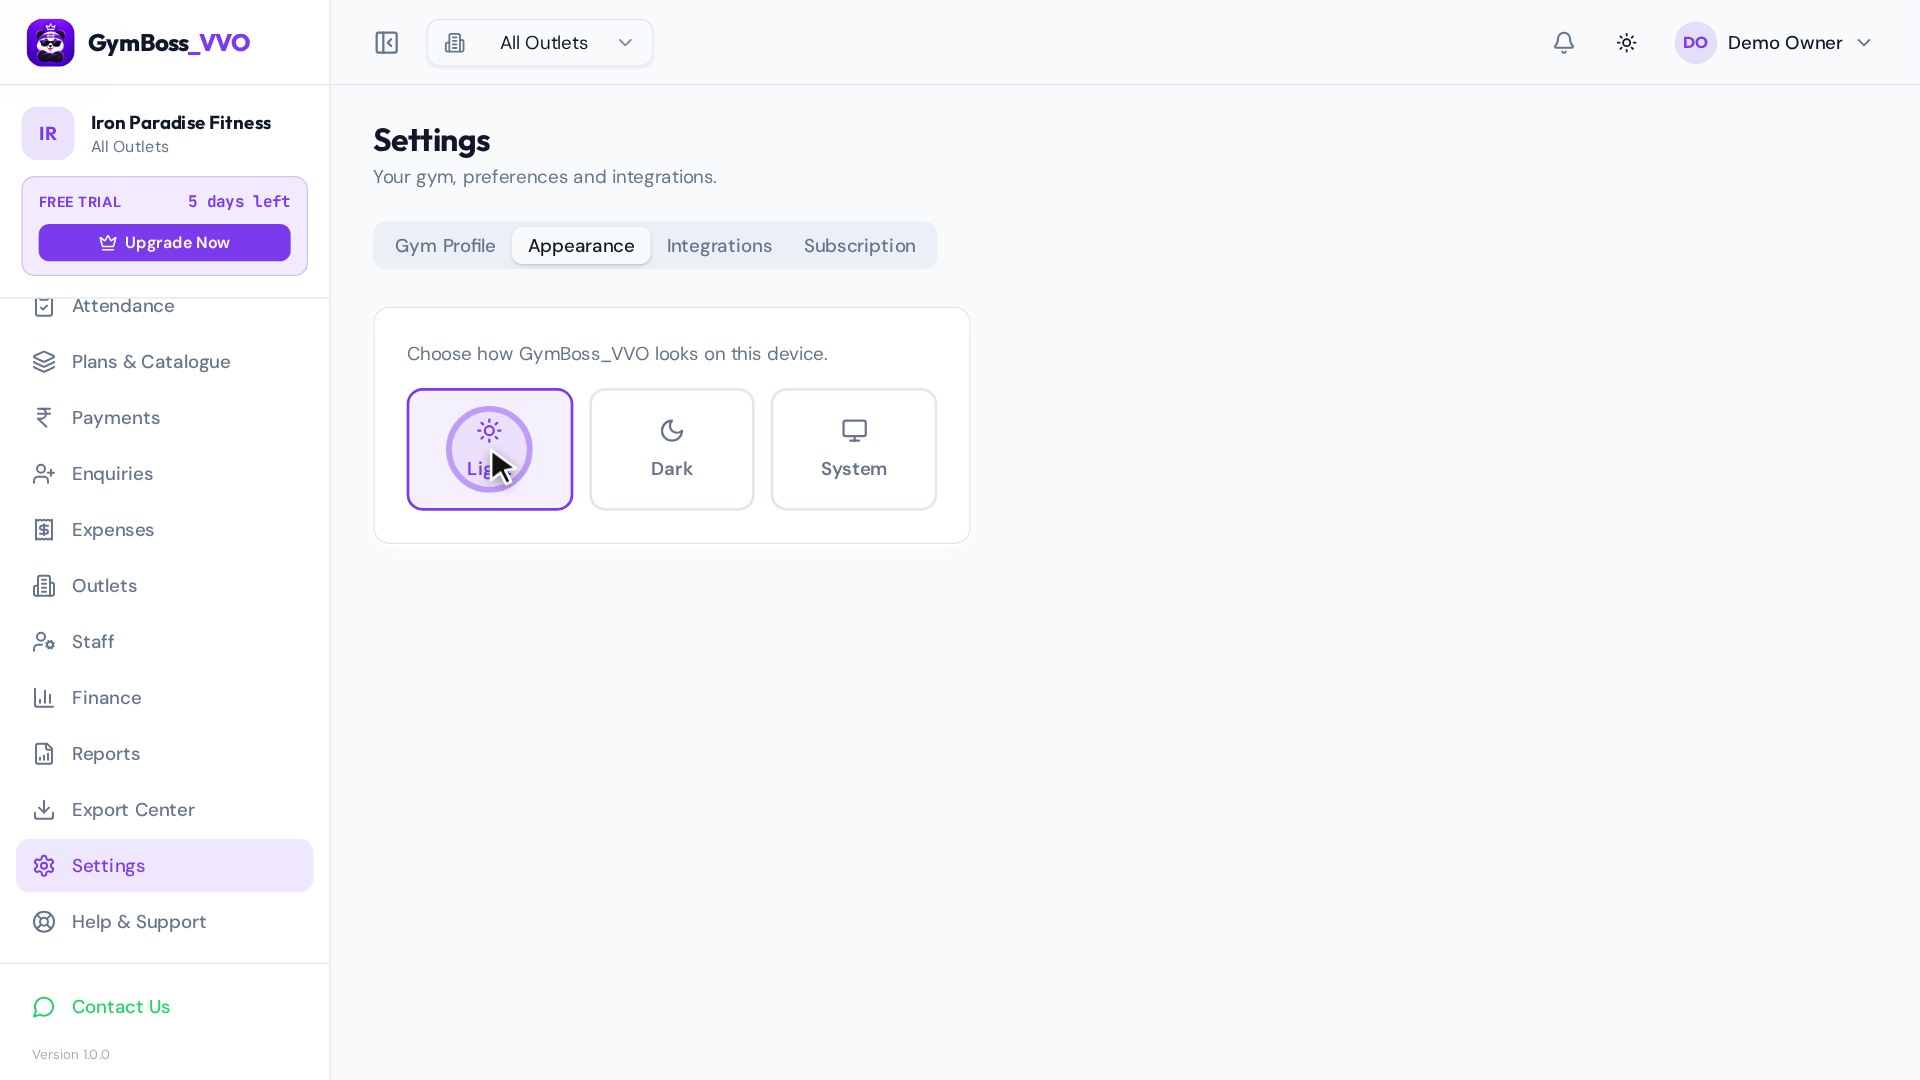 GymBoss_VVO
All Outlets
DO
Demo Owner
IR
Iron Paradise Fitness
All Outlets
FREE TRIAL
5 days left
Upgrade Now
Attendance
Plans & Catalogue
Payments
Enquiries
Expenses
Outlets
Staff
Finance
Reports
Export Center
Settings
Help & Support
Contact Us
Version 1.0.0
Settings
Your gym, preferences and integrations.
Gym Profile
Appearance
Integrations
Subscription
Choose how GymBoss_VVO looks on this device.
Dark
System